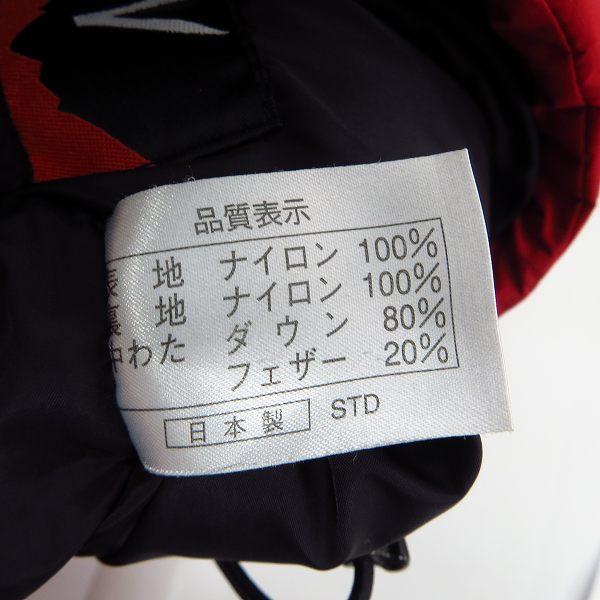 品質表示
表地 ナイロン 100%
裏地 ナイロン 100%
中わた ダウン 80%
フェザー 20%
日本製 STD